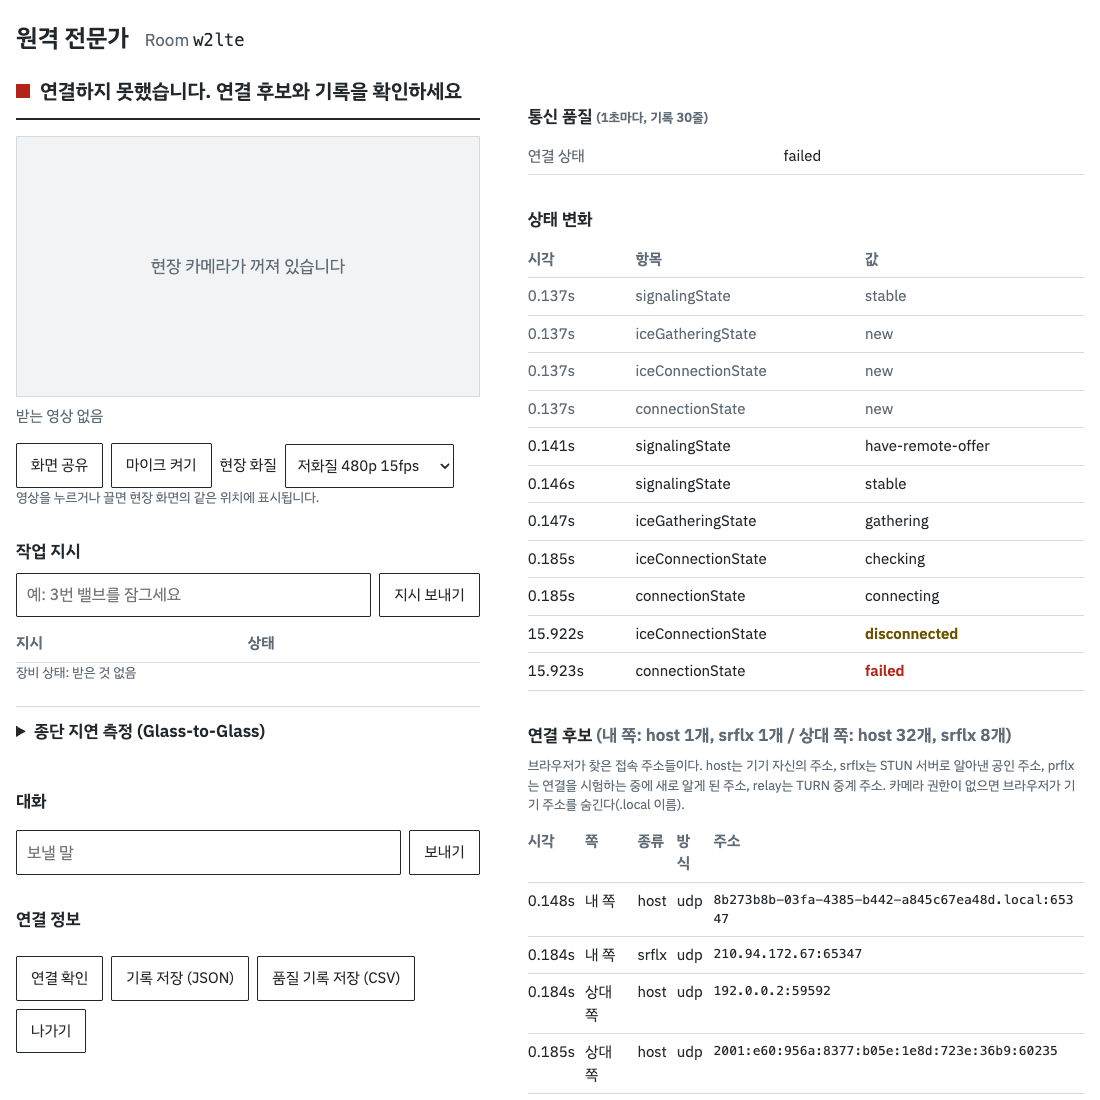 원격 전문가 Room w2lte
연결하지 못했습니다. 연결 후보와 기록을 확인하세요
현장 카메라가 꺼져 있습니다
받는 영상 없음
화면 공유 마이크 켜기 현장 화질 저화질 480p 15fps
영상을 누르거나 끌면 현장 화면의 같은 위치에 표시됩니다.
작업 지시
예: 3번 밸브를 잠그세요 지시 보내기
지시 상태
장비 상태: 받은 것 없음
종단 지연 측정 (Glass-to-Glass)
대화
보낼 말 보내기
연결 정보
연결 확인 기록 저장 (JSON) 품질 기록 저장 (CSV)
나가기
통신 품질 (1초마다, 기록 30줄)
연결 상태 failed
상태 변화
시각 항목 값
0.137s signalingState stable
0.137s iceGatheringState new
0.137s iceConnectionState new
0.137s connectionState new
0.141s signalingState have-remote-offer
0.146s signalingState stable
0.147s iceGatheringState gathering
0.185s iceConnectionState checking
0.185s connectionState connecting
15.922s iceConnectionState disconnected
15.923s connectionState failed
연결 후보 (내 쪽: host 1개, srflx 1개 / 상대 쪽: host 32개, srflx 8개)
브라우저가 찾은 접속 주소들이다. host는 기기 자신의 주소, srflx는 STUN 서버로 알아낸 공인 주소, prflx
는 연결을 시험하는 중에 새로 알게 된 주소, relay는 TURN 중계 주소. 카메라 권한이 없으면 브라우저가 기
기 주소를 숨긴다(.local 이름).
시각 쪽 종류 방 주소
식
0.148s 내 쪽 host udp 8b273b8b-03fa-4385-b442-a845c67ea48d.local:653
47
0.184s 내 쪽 srflx udp 210.94.172.67:65347
0.184s 상대 host udp 192.0.0.2:59592
쪽
0.185s 상대 host udp 2001:e60:956a:8377:b05e:1e8d:723e:36b9:60235
쪽